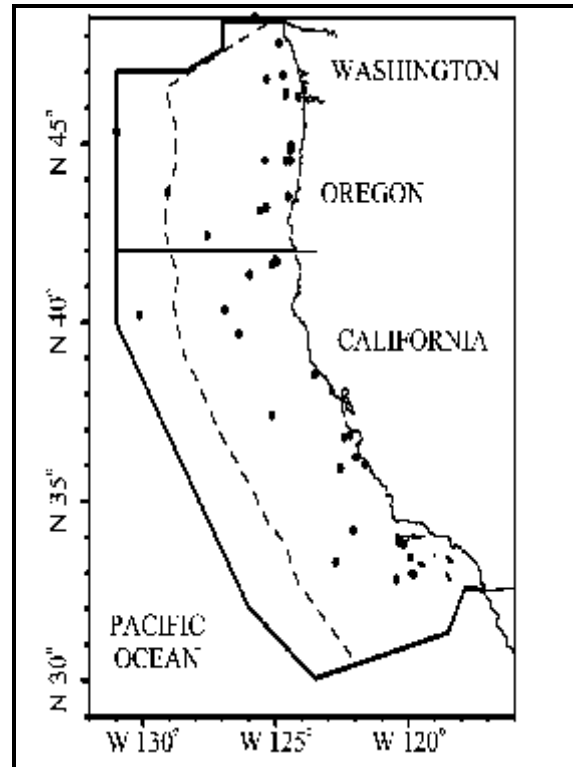 WASHINGTON
N 45°
OREGON
N 40°
CALIFORNIA
N 35°
PACIFIC
OCEAN
N 30°
W 130° W 125° W 120°